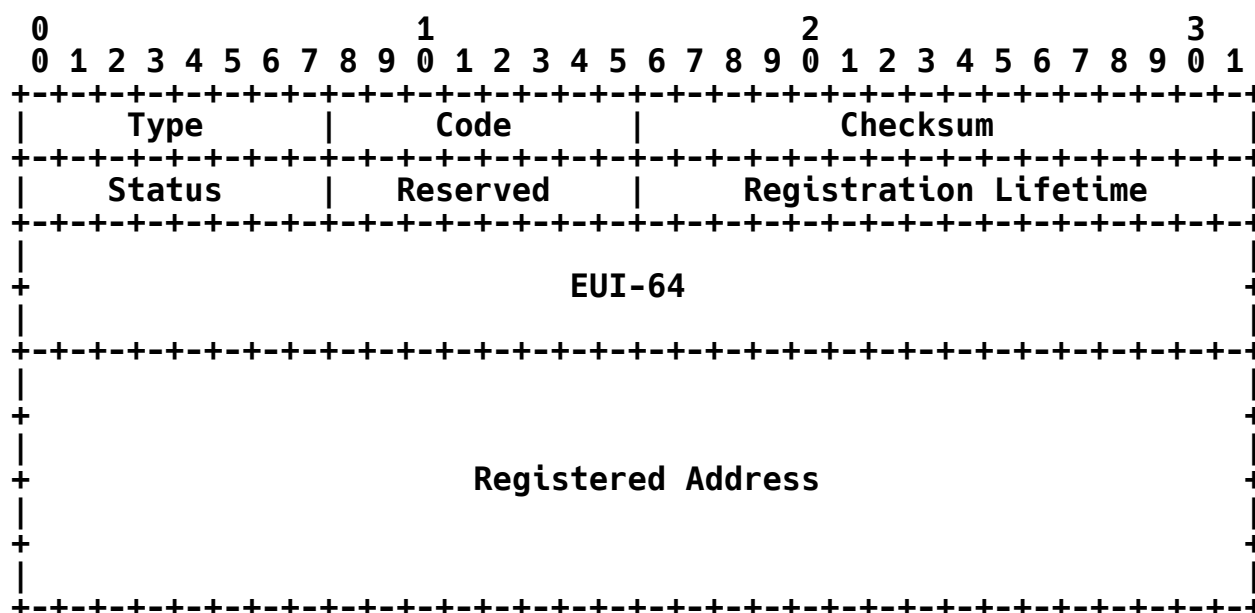 0                   1                   2                   3
 0 1 2 3 4 5 6 7 8 9 0 1 2 3 4 5 6 7 8 9 0 1 2 3 4 5 6 7 8 9 0 1
+-+-+-+-+-+-+-+-+-+-+-+-+-+-+-+-+-+-+-+-+-+-+-+-+-+-+-+-+-+-+-+-+
|     Type      |     Code      |          Checksum             |
+-+-+-+-+-+-+-+-+-+-+-+-+-+-+-+-+-+-+-+-+-+-+-+-+-+-+-+-+-+-+-+-+
|    Status     |   Reserved    |     Registration Lifetime     |
+-+-+-+-+-+-+-+-+-+-+-+-+-+-+-+-+-+-+-+-+-+-+-+-+-+-+-+-+-+-+-+-+
|                                                               |
+                            EUI-64                             +
|                                                               |
+-+-+-+-+-+-+-+-+-+-+-+-+-+-+-+-+-+-+-+-+-+-+-+-+-+-+-+-+-+-+-+-+
|                                                               |
+                                                               +
|                                                               |
+                       Registered Address                      +
|                                                               |
+                                                               +
|                                                               |
+-+-+-+-+-+-+-+-+-+-+-+-+-+-+-+-+-+-+-+-+-+-+-+-+-+-+-+-+-+-+-+-+